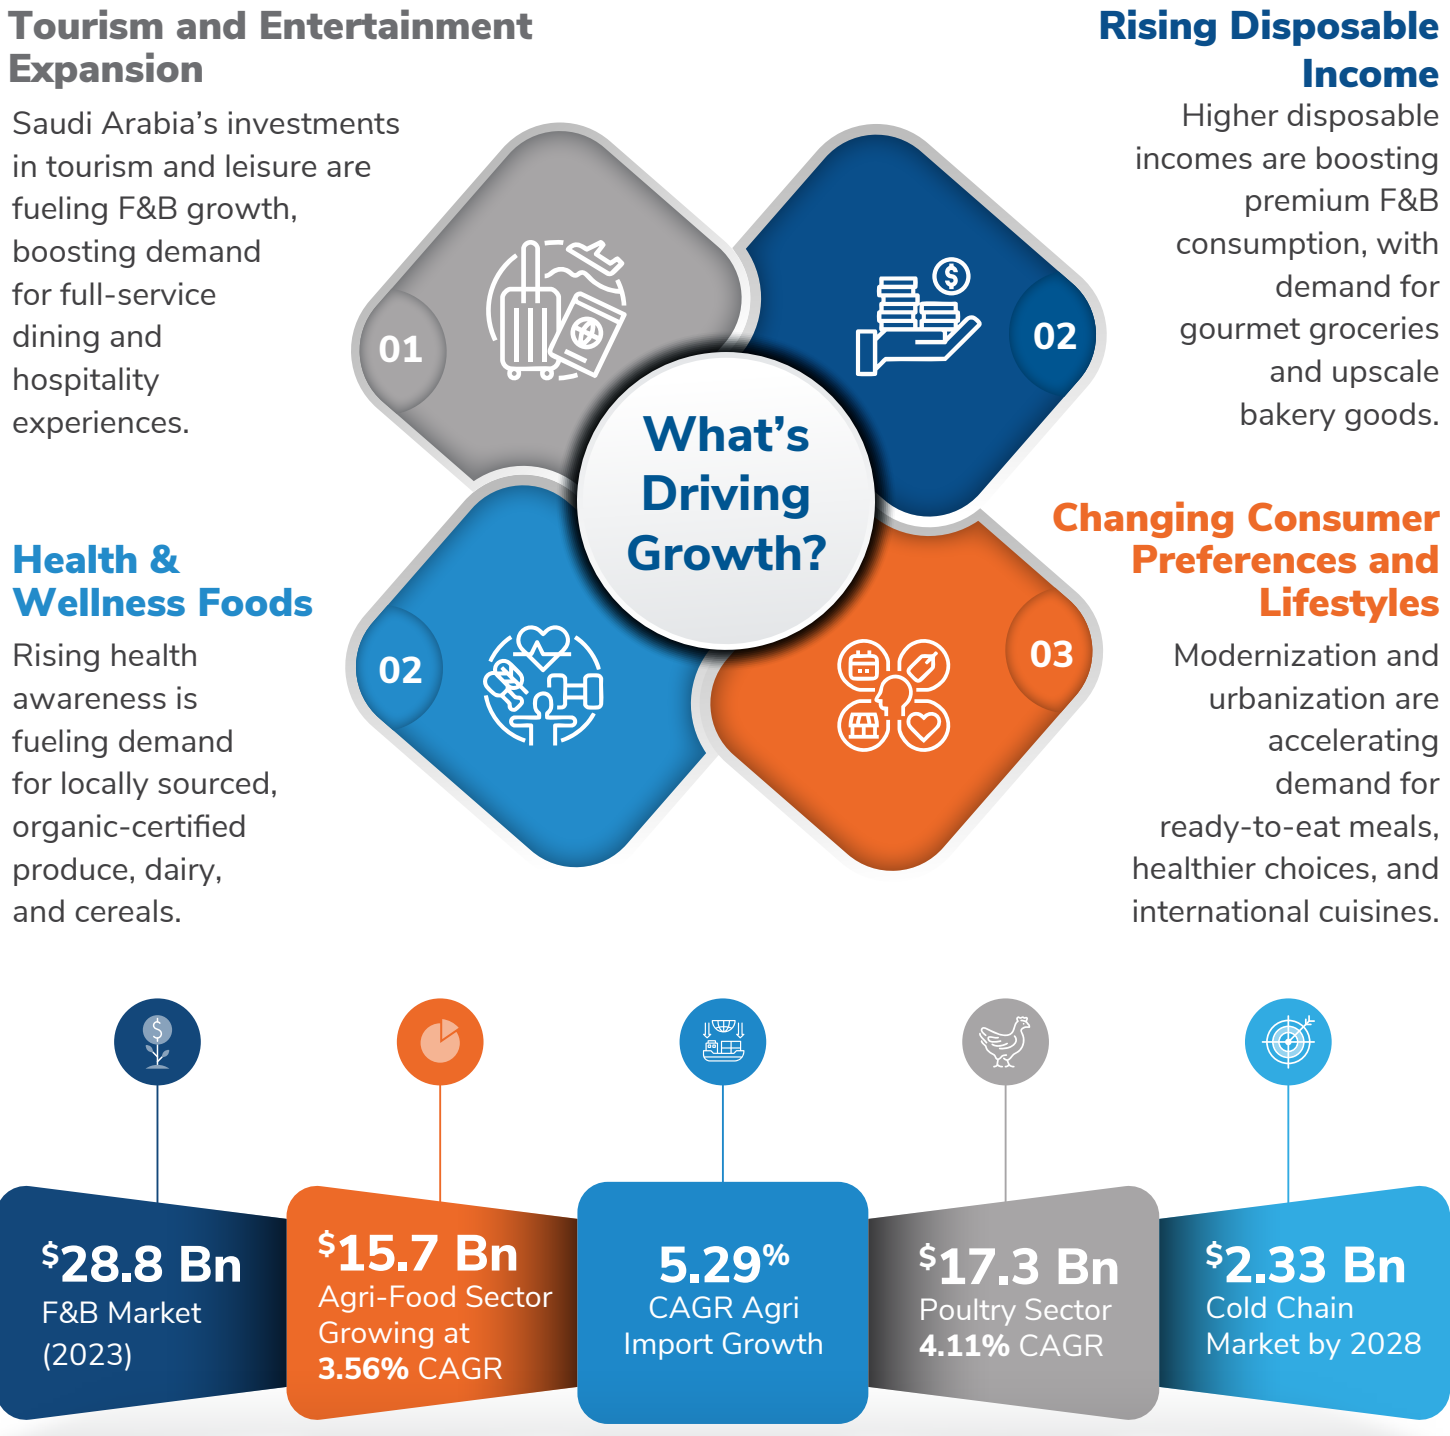 Tourism and Entertainment
Expansion
Saudi Arabia's investments
in tourism and leisure are
fueling F&B growth,
boosting demand
for full-service
dining and
hospitality
experiences.
01
Rising Disposable
Income
Higher disposable
incomes are boosting
premium F&B
consumption, with
demand for
gourmet groceries
and upscale
bakery goods.
02
$
What's
Driving
Growth?
Health &
Wellness Foods
Rising health
awareness is
fueling demand
for locally sourced,
organic-certified
produce, dairy,
and cereals.
02
Changing Consumer
Preferences and
Lifestyles
Modernization and
urbanization are
accelerating
demand for
ready-to-eat meals,
healthier choices, and
international cuisines.
03
$
$28.8 Bn
F&B Market
(2023)
$15.7 Bn
Agri-Food Sector
Growing at
3.56% CAGR
5.29%
CAGR Agri
Import Growth
$17.3 Bn
Poultry Sector
4.11% CAGR
$2.33 Bn
Cold Chain
Market by 2028